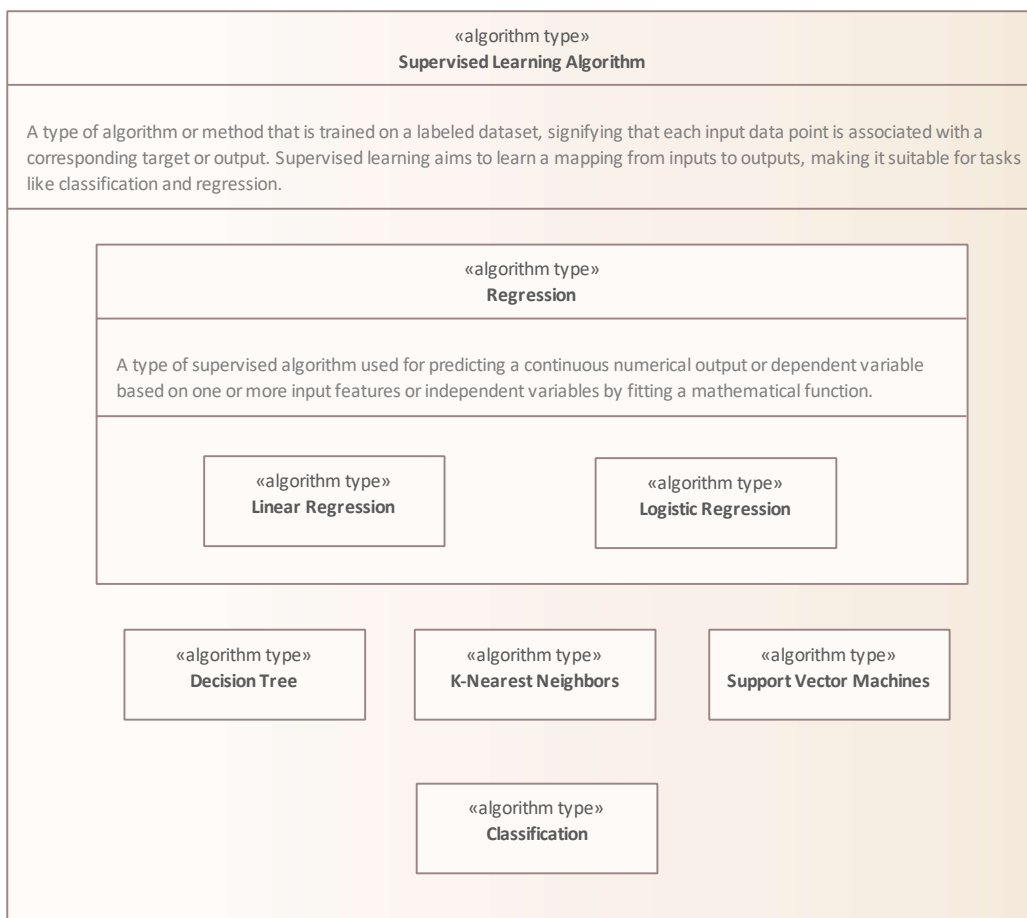 «algorithm type»
Supervised Learning Algorithm
A type of algorithm or method that is trained on a labeled dataset, signifying that each input data point is associated with a
corresponding target or output. Supervised learning aims to learn a mapping from inputs to outputs, making it suitable for tasks
like classification and regression.
«algorithm type»
Regression
A type of supervised algorithm used for predicting a continuous numerical output or dependent variable
based on one or more input features or independent variables by fitting a mathematical function.
«algorithm type»
Linear Regression
«algorithm type»
Logistic Regression
«algorithm type»
Decision Tree
«algorithm type»
K-Nearest Neighbors
«algorithm type»
Support Vector Machines
«algorithm type»
Classification